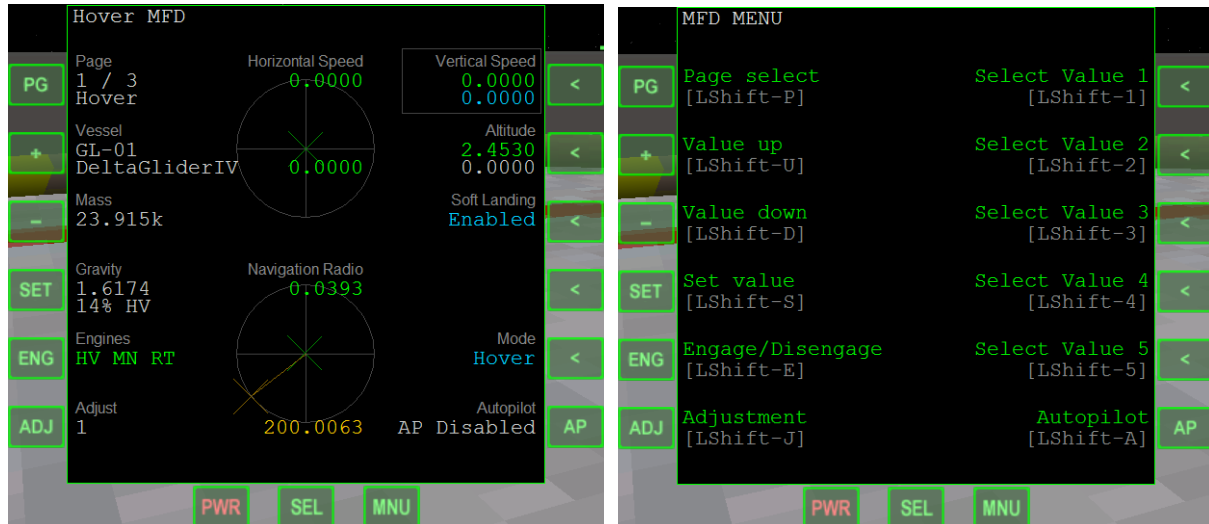 Hover MFD
Page
1 / 3
Hover
Horizontal Speed
0.0000
Vertical Speed
0.0000
0.0000
PG
<
Vessel
GL-01
DeltaGliderIV
0.0000
Altitude
2.4530
0.0000
+
<
Mass
23.915k
Soft Landing
Enabled
-
<
Gravity
1.6174
14% HV
Navigation Radio
0.0393
SET
<
Engines
HV MN RT
Mode
Hover
ENG
<
Adjust
1
200.0063
Autopilot
AP Disabled
ADJ
AP
PWR SEL MNU
MFD MENU
PG
Page select
[LShift-P]
Select Value 1
[LShift-1]
<
+
Value up
[LShift-U]
Select Value 2
[LShift-2]
<
-
Value down
[LShift-D]
Select Value 3
[LShift-3]
<
SET
Set value
[LShift-S]
Select Value 4
[LShift-4]
<
ENG
Engage/Disengage
[LShift-E]
Select Value 5
[LShift-5]
<
ADJ
Adjustment
[LShift-J]
Autopilot
[LShift-A]
AP
PWR SEL MNU